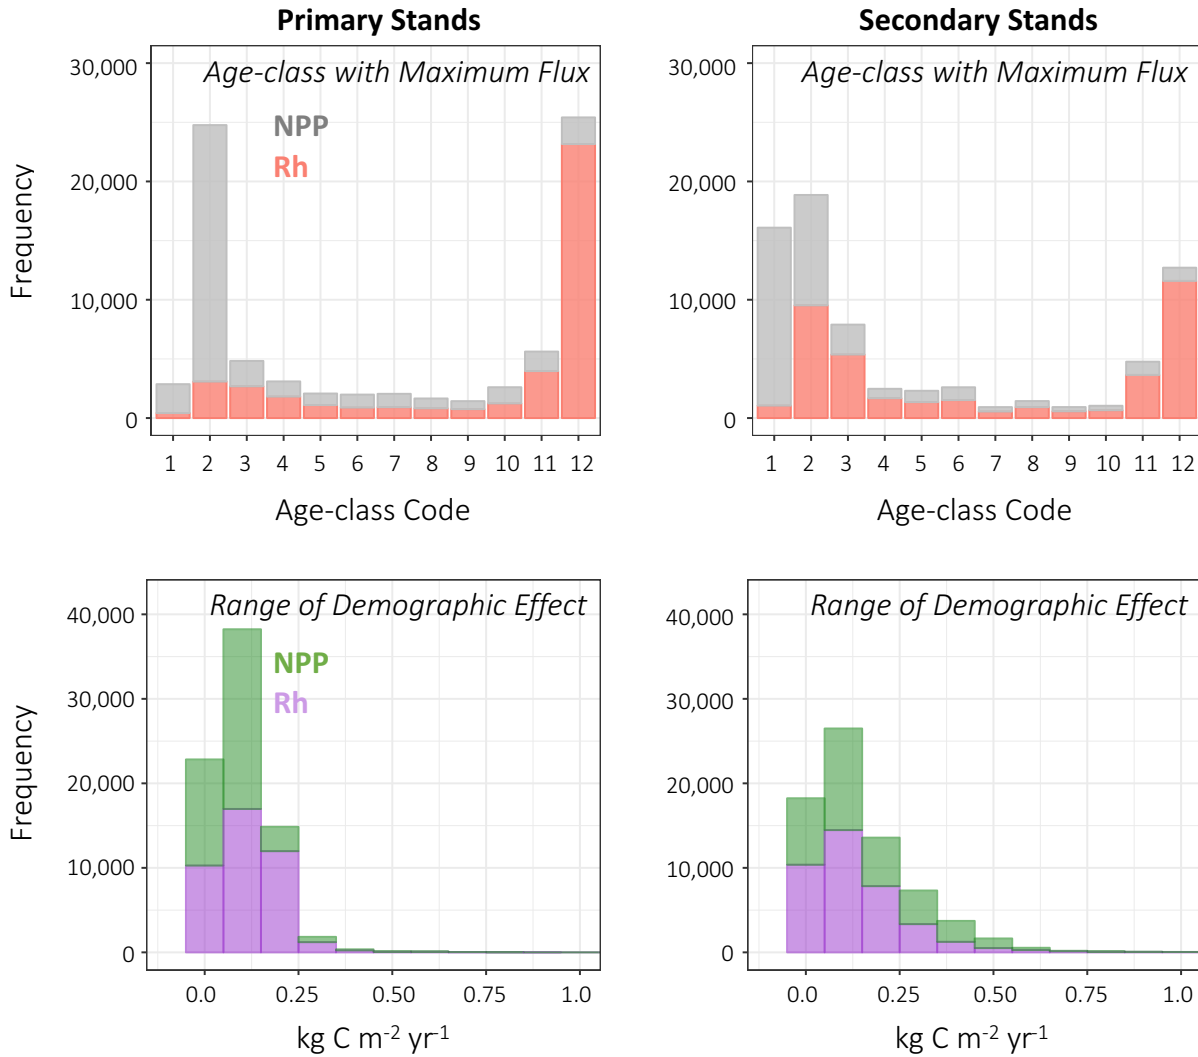 Primary Stands
Secondary Stands
Age-class with Maximum Flux
NPP
Rh
Frequency
30,000
20,000
10,000
0
1 2 3 4 5 6 7 8 9 10 11 12
Age-class Code
Age-class with Maximum Flux
30,000
20,000
10,000
0
1 2 3 4 5 6 7 8 9 10 11 12
Age-class Code
Range of Demographic Effect
NPP
Rh
Frequency
40,000
30,000
20,000
10,000
0
0.0 0.25 0.50 0.75 1.0
kg C m-2 yr-1
Range of Demographic Effect
40,000
30,000
20,000
10,000
0
0.0 0.25 0.50 0.75 1.0
kg C m-2 yr-1